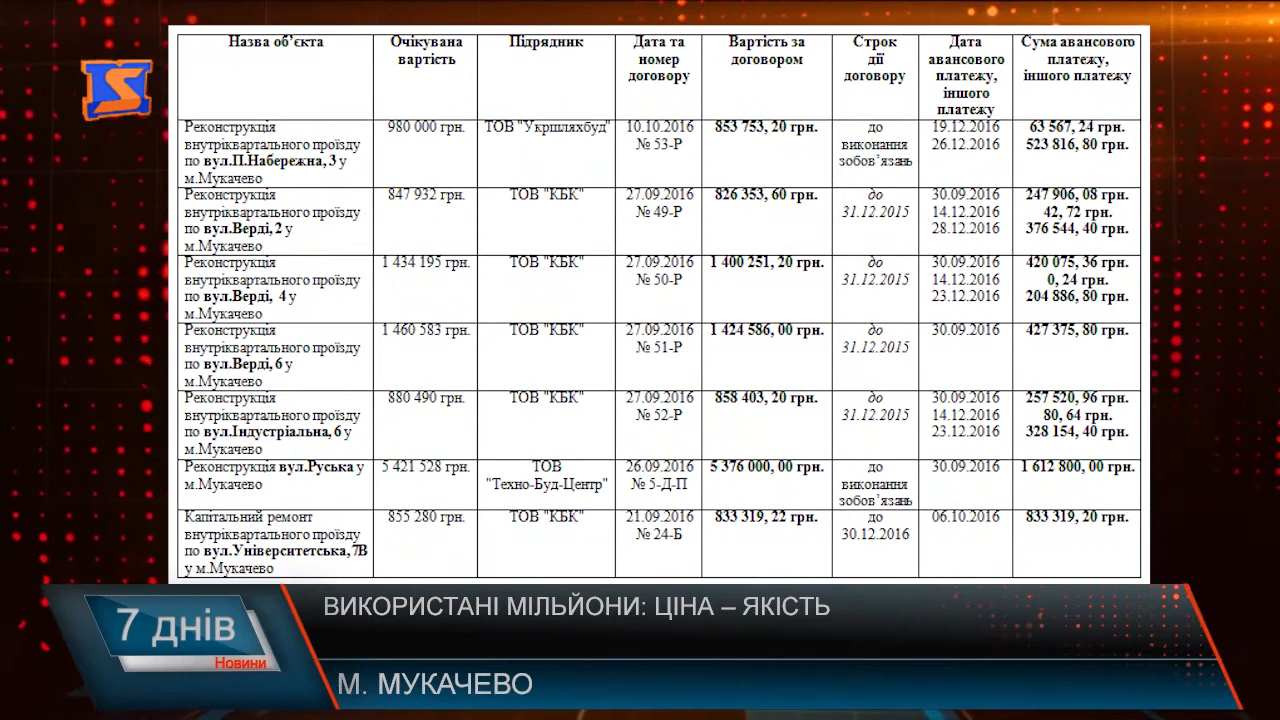 Назва об’єкта
Очікувана
вартість
Підрядник
Дата та
номер
договору
Вартість за
договором
Строк
дії
договору
Дата
авансового
платежу,
іншого
платежу
Сума авансового
платежу,
іншого платежу
Реконструкція
внутріквартального проїзду
по вул.П.Набережна, 3 у
м.Мукачево
980 000 грн.
ТОВ "Укршляхбуд"
10.10.2016
№ 53-Р
853 753, 20 грн.
до
виконання
зобов’язань
19.12.2016
26.12.2016
63 567, 24 грн.
523 816, 80 грн.
Реконструкція
внутріквартального проїзду
по вул.Верді, 2 у
м.Мукачево
847 932 грн.
ТОВ "КБК"
27.09.2016
№ 49-Р
826 353, 60 грн.
до
31.12.2015
30.09.2016
14.12.2016
28.12.2016
247 906, 08 грн.
42, 72 грн.
376 544, 40 грн.
Реконструкція
внутріквартального проїзду
по вул.Верді, 4 у
м.Мукачево
1 434 195 грн.
ТОВ "КБК"
27.09.2016
№ 50-Р
1 400 251, 20 грн.
до
31.12.2015
30.09.2016
14.12.2016
23.12.2016
420 075, 36 грн.
0, 24 грн.
204 886, 80 грн.
Реконструкція
внутріквартального проїзду
по вул.Верді, 6 у
м.Мукачево
1 460 583 грн.
ТОВ "КБК"
27.09.2016
№ 51-Р
1 424 586, 00 грн.
до
31.12.2015
30.09.2016
427 375, 80 грн.
Реконструкція
внутріквартального проїзду
по вул.Індустріальна, 6 у
м.Мукачево
880 490 грн.
ТОВ "КБК"
27.09.2016
№ 52-Р
858 403, 20 грн.
до
31.12.2015
30.09.2016
14.12.2016
23.12.2016
257 520, 96 грн.
80, 64 грн.
328 154, 40 грн.
Реконструкція вул.Руська у
м.Мукачево
5 421 528 грн.
ТОВ
"Техно-Буд-Центр"
26.09.2016
№ 5-Д-П
5 376 000, 00 грн.
до
виконання
зобов’язань
30.09.2016
1 612 800, 00 грн.
Капітальний ремонт
внутріквартального проїзду
по вул.Університетська, 7В
у м.Мукачево
855 280 грн.
ТОВ "КБК"
21.09.2016
№ 24-Б
833 319, 22 грн.
до
30.12.2016
06.10.2016
833 319, 20 грн.
7 днів
Новини
ВИКОРИСТАНІ МІЛЬЙОНИ: ЦІНА – ЯКІСТЬ
М. МУКАЧЕВО